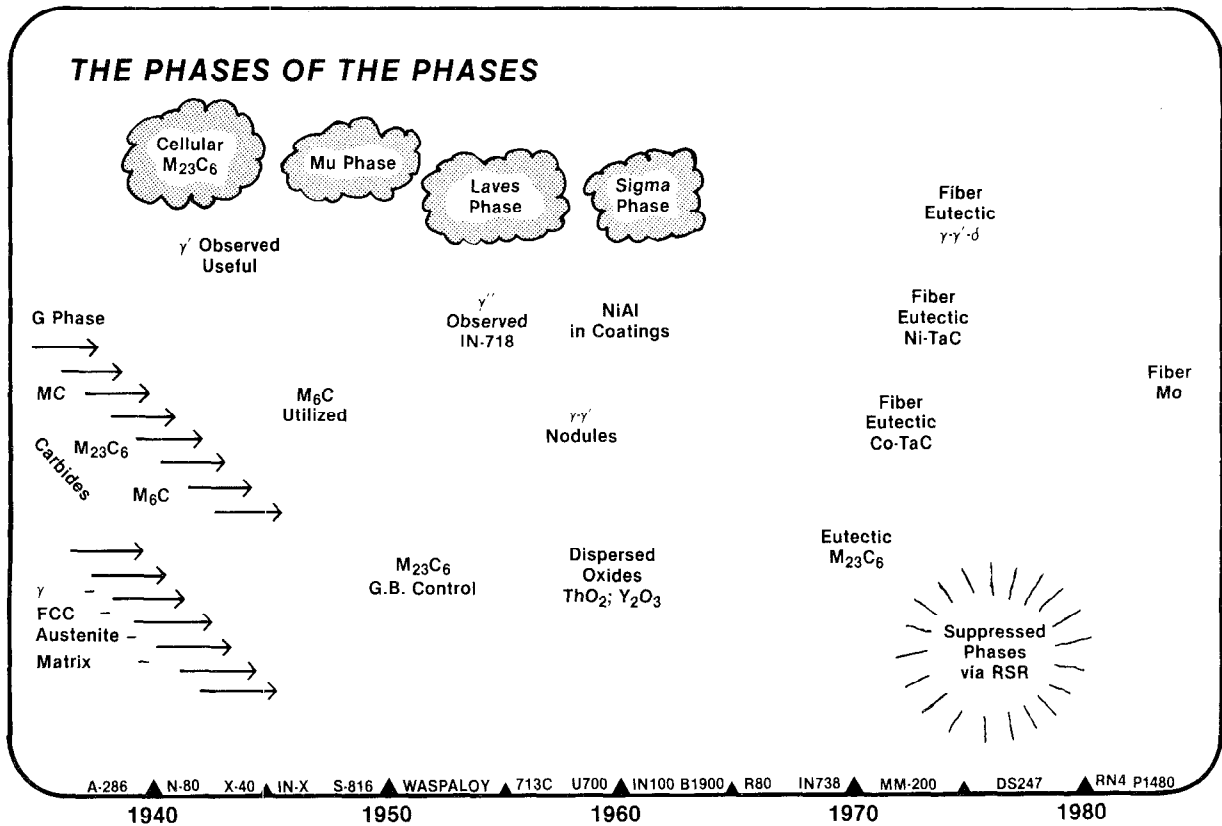 THE PHASES OF THE PHASES
Cellular
M₂₃C₆
Mu Phase
Laves
Phase
Sigma
Phase
Fiber
Eutectic
γ-γ′-δ
γ′ Observed
Useful
γ′′
Observed
IN-718
NiAl
in Coatings
Fiber
Eutectic
Ni-TaC
G Phase
MC
M₂₃C₆
Carbides
M₆C
M₆C
Utilized
γ-γ′
Nodules
Fiber
Eutectic
Co-TaC
Fiber
Mo
γ
FCC
Austenite
Matrix
M₂₃C₆
G.B. Control
Dispersed
Oxides
ThO₂; Y₂O₃
Eutectic
M₂₃C₆
Suppressed
Phases
via RSR
A-286 N-80 X-40 IN-X S-816 WASPALOY 713C U700 IN100 B1900 R80 IN738 MM-200 DS247 RN4 P1480
1940 1950 1960 1970 1980